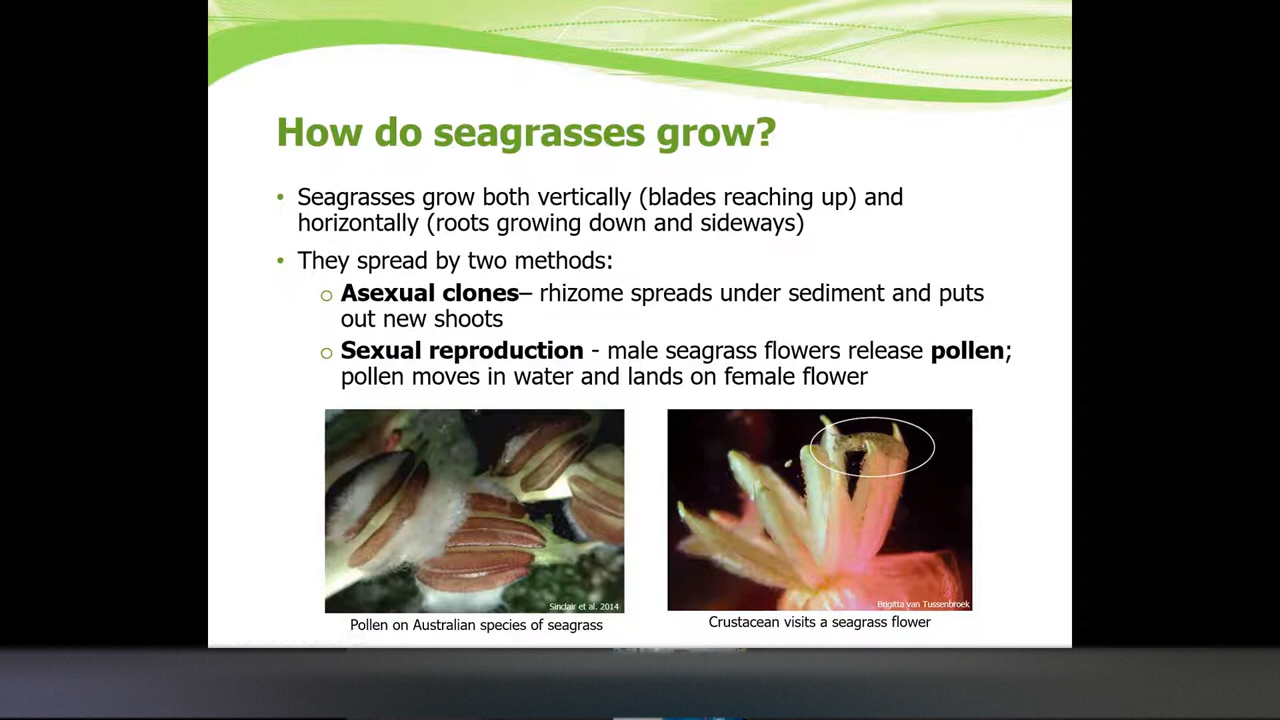 How do seagrasses grow?
• Seagrasses grow both vertically (blades reaching up) and
horizontally (roots growing down and sideways)
• They spread by two methods:
o Asexual clones– rhizome spreads under sediment and puts
out new shoots
o Sexual reproduction - male seagrass flowers release pollen;
pollen moves in water and lands on female flower
Sinclair et al. 2014
Brigitta van Tussenbroek
Pollen on Australian species of seagrass
Crustacean visits a seagrass flower